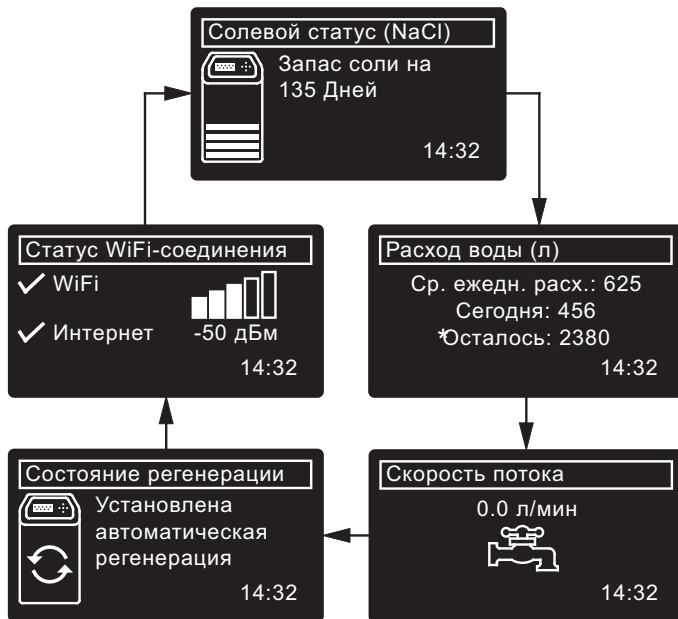 Солевой статус (NaCl)
Запас соли на
135 Дней
14:32
Статус WiFi-соединения
WiFi
Интернет
-50 дБм
14:32
Расход воды (л)
Ср. ежедн. расх.: 625
Сегодня: 456
*Осталось: 2380
14:32
Состояние регенерации
Установлена
автоматическая
регенерация
14:32
Скорость потока
0.0 л/мин
14:32